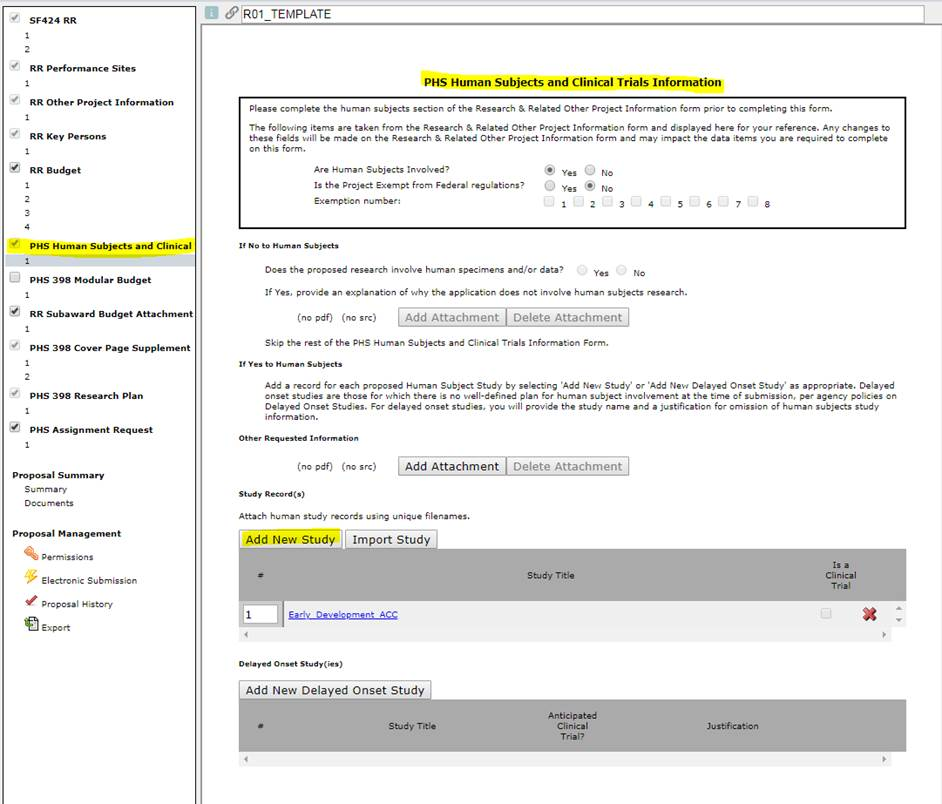 SF424 RR
1
2
RR Performance Sites
1
RR Other Project Information
1
RR Key Persons
1
RR Budget
1
2
3
4
PHS Human Subjects and Clinical
1
PHS 398 Modular Budget
1
RR Subaward Budget Attachment
1
PHS 398 Cover Page Supplement
1
2
PHS 398 Research Plan
1
PHS Assignment Request
1
Proposal Summary
Summary
Documents
Proposal Management
Permissions
Electronic Submission
Proposal History
Export
R01_TEMPLATE
PHS Human Subjects and Clinical Trials Information
Please complete the human subjects section of the Research & Related Other Project Information form prior to completing this form.
The following items are taken from the Research & Related Other Project Information form and displayed here for your reference. Any changes to
these fields will be made on the Research & Related Other Project Information form and may impact the data items you are required to complete
on this form.
Are Human Subjects Involved? Yes No
Is the Project Exempt from Federal regulations? Yes No
Exemption number: 1 2 3 4 5 6 7 8
If No to Human Subjects
Does the proposed research involve human specimens and/or data? Yes No
If Yes, provide an explanation of why the application does not involve human subjects research.
(no pdf) (no src) Add Attachment Delete Attachment
Skip the rest of the PHS Human Subjects and Clinical Trials Information Form.
If Yes to Human Subjects
Add a record for each proposed Human Subject Study by selecting 'Add New Study' or 'Add New Delayed Onset Study' as appropriate. Delayed
onset studies are those for which there is no well-defined plan for human subject involvement at the time of submission, per agency policies on
Delayed Onset Studies. For delayed onset studies, you will provide the study name and a justification for omission of human subjects study
information.
Other Requested Information
(no pdf) (no src) Add Attachment Delete Attachment
Study Record(s)
Attach human study records using unique filenames.
Add New Study Import Study
# Study Title Is a
Clinical
Trial
1 Early_Development_ACC
Delayed Onset Study(ies)
Add New Delayed Onset Study
# Study Title Anticipated
Clinical
Trial? Justification